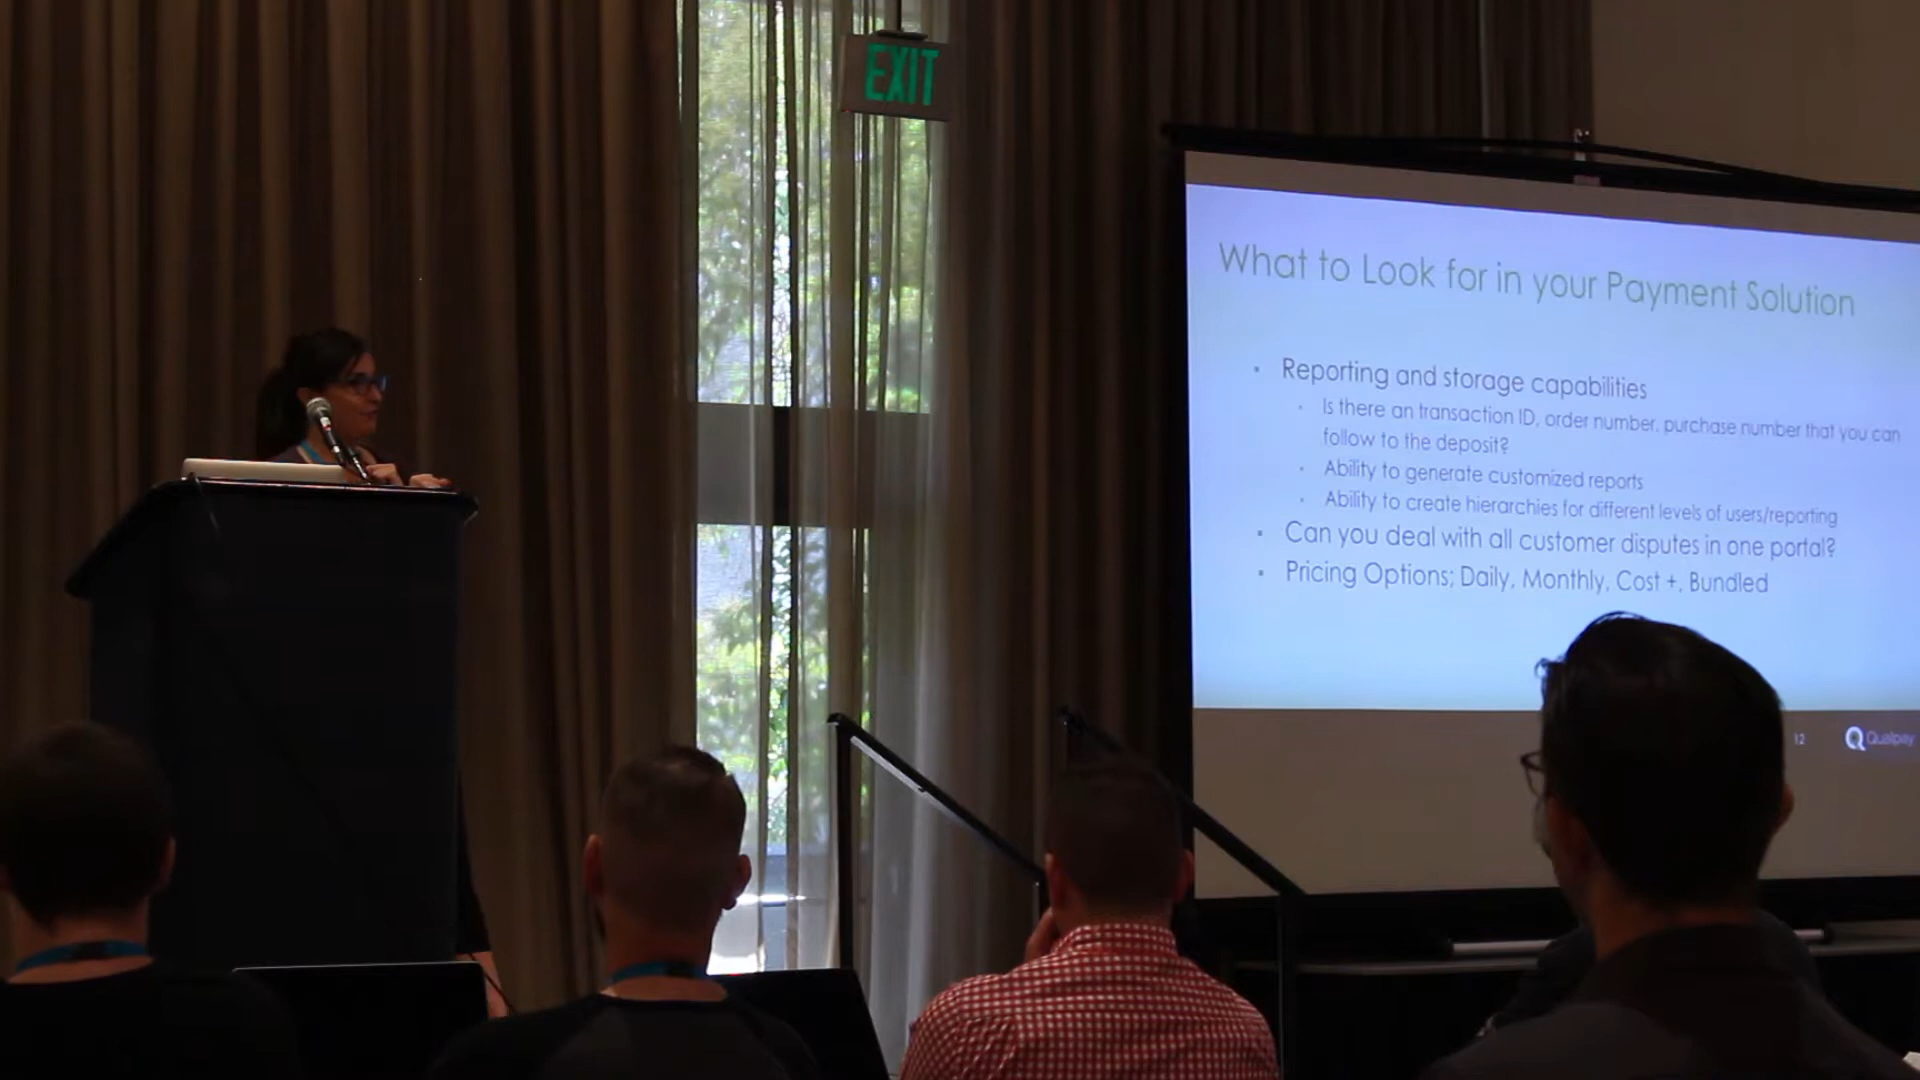 EXIT
What to Look for in your Payment Solution
Reporting and storage capabilities
Is there an transaction ID, order number, purchase number that you can
follow to the deposit?
Ability to generate customized reports
Ability to create hierarchies for different levels of users/reporting
Can you deal with all customer disputes in one portal?
Pricing Options; Daily, Monthly, Cost +, Bundled
12
Qualpay